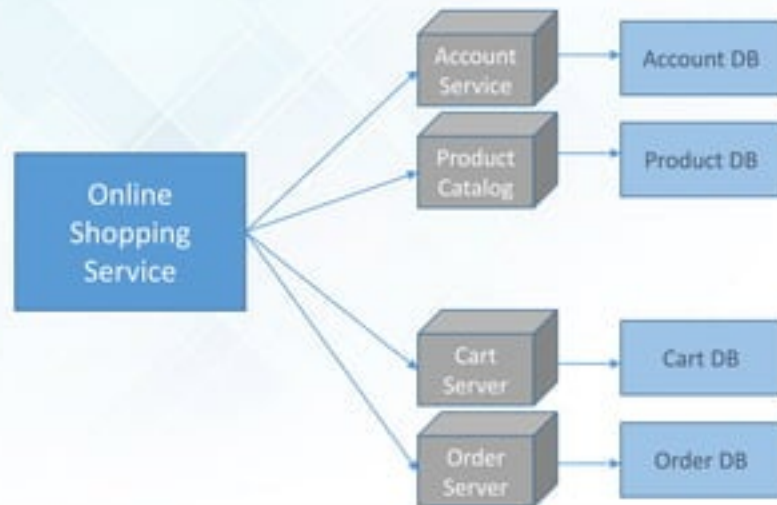 Online
Shopping
Service
Account
Service
Account DB
Product
Catalog
Product DB
Cart
Server
Cart DB
Order
Server
Order DB